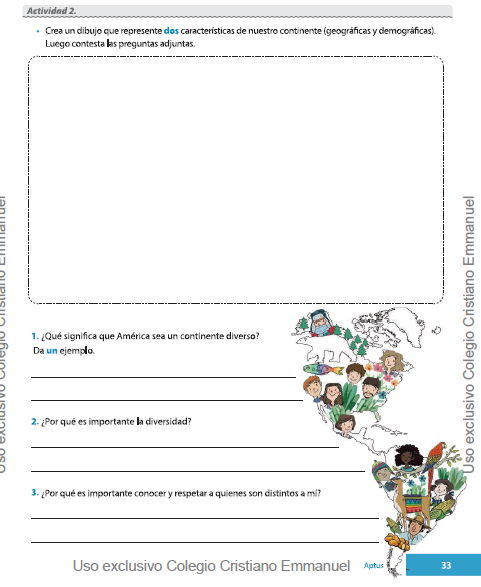 Actividad 2.
• Crea un dibujo que represente dos características de nuestro continente (geográficas y demográficas).
Luego contesta las preguntas adjuntas.
1. ¿Qué significa que América sea un continente diverso?
Da un ejemplo.
2. ¿Por qué es importante la diversidad?
3. ¿Por qué es importante conocer y respetar a quienes son distintos a mí?
Uso exclusivo Colegio Cristiano Emmanuel
Uso exclusivo Colegio Cristiano Emmanuel
Uso exclusivo Colegio Cristiano Emmanuel
Aptus
33